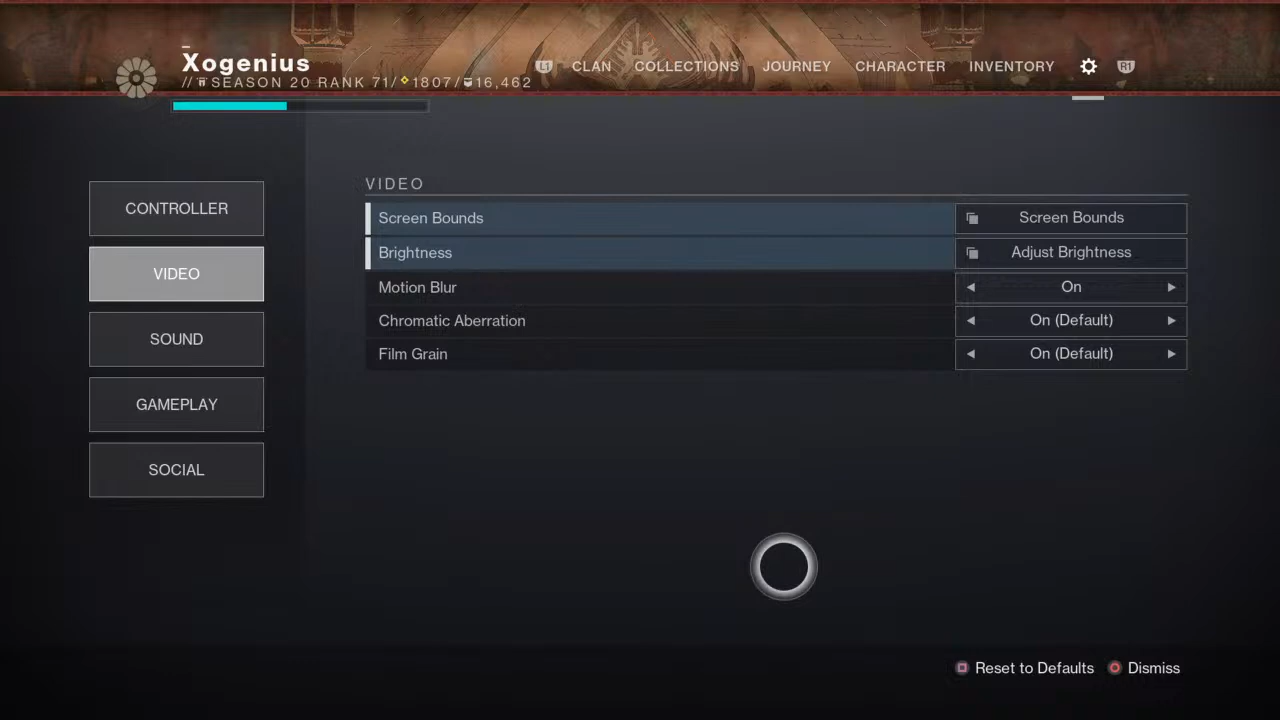 Xogenius
// SEASON 20 RANK 71/ 1807/ 16,462
L1 CLAN COLLECTIONS JOURNEY CHARACTER INVENTORY R1
CONTROLLER
VIDEO
SOUND
GAMEPLAY
SOCIAL
VIDEO
Screen Bounds Screen Bounds
Brightness Adjust Brightness
Motion Blur On
Chromatic Aberration On (Default)
Film Grain On (Default)
Reset to Defaults Dismiss